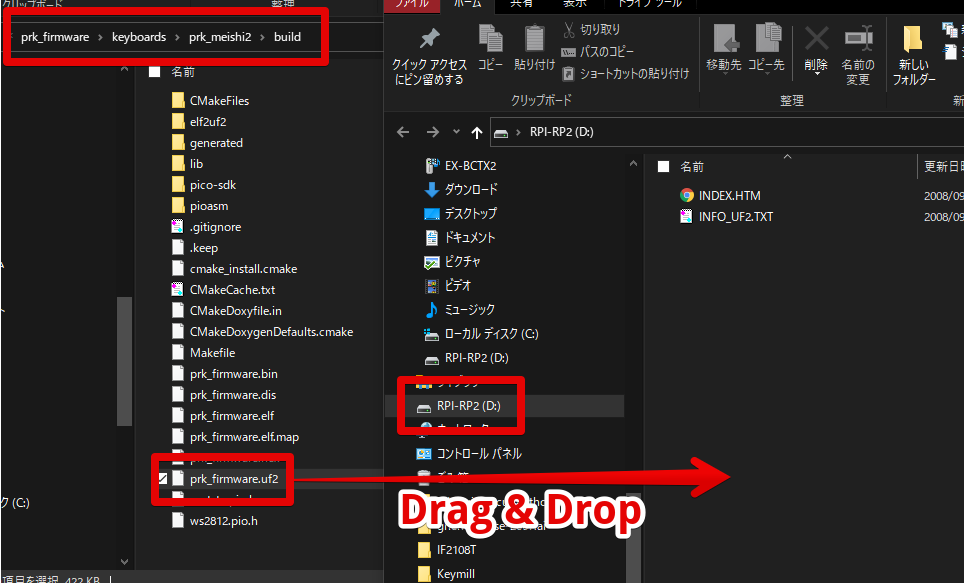 クリップボード
整理
prk_firmware > keyboards > prk_meishi2 > build
名前
CMakeFiles
elf2uf2
generated
lib
pico-sdk
pioasm
.gitignore
.keep
cmake_install.cmake
CMakeCache.txt
CMakeDoxyfile.in
CMakeDoxygenDefaults.cmake
Makefile
prk_firmware.bin
prk_firmware.dis
prk_firmware.elf
prk_firmware.elf.map
prk_firmware.uf2
ws2812.pio.h
ク (C:)
項目を選択 422 KB
ファイル
ホーム
共有
表示
ドライブ ツール
クイック アクセス
にピン留めする
コピー
貼り付け
切り取り
パスのコピー
ショートカットの貼り付け
クリップボード
移動先
コピー先
削除
名前の
変更
整理
新しい
フォルダー
新
RPI-RP2 (D:)
EX-BCTX2
ダウンロード
デスクトップ
ドキュメント
ピクチャ
ビデオ
ミュージック
ローカル ディスク (C:)
RPI-RP2 (D:)
RPI-RP2 (D:)
ネットワーク
コントロール パネル
IF2108T
Keymill
名前
更新日時
INDEX.HTM
2008/09
INFO_UF2.TXT
2008/09
Drag & Drop